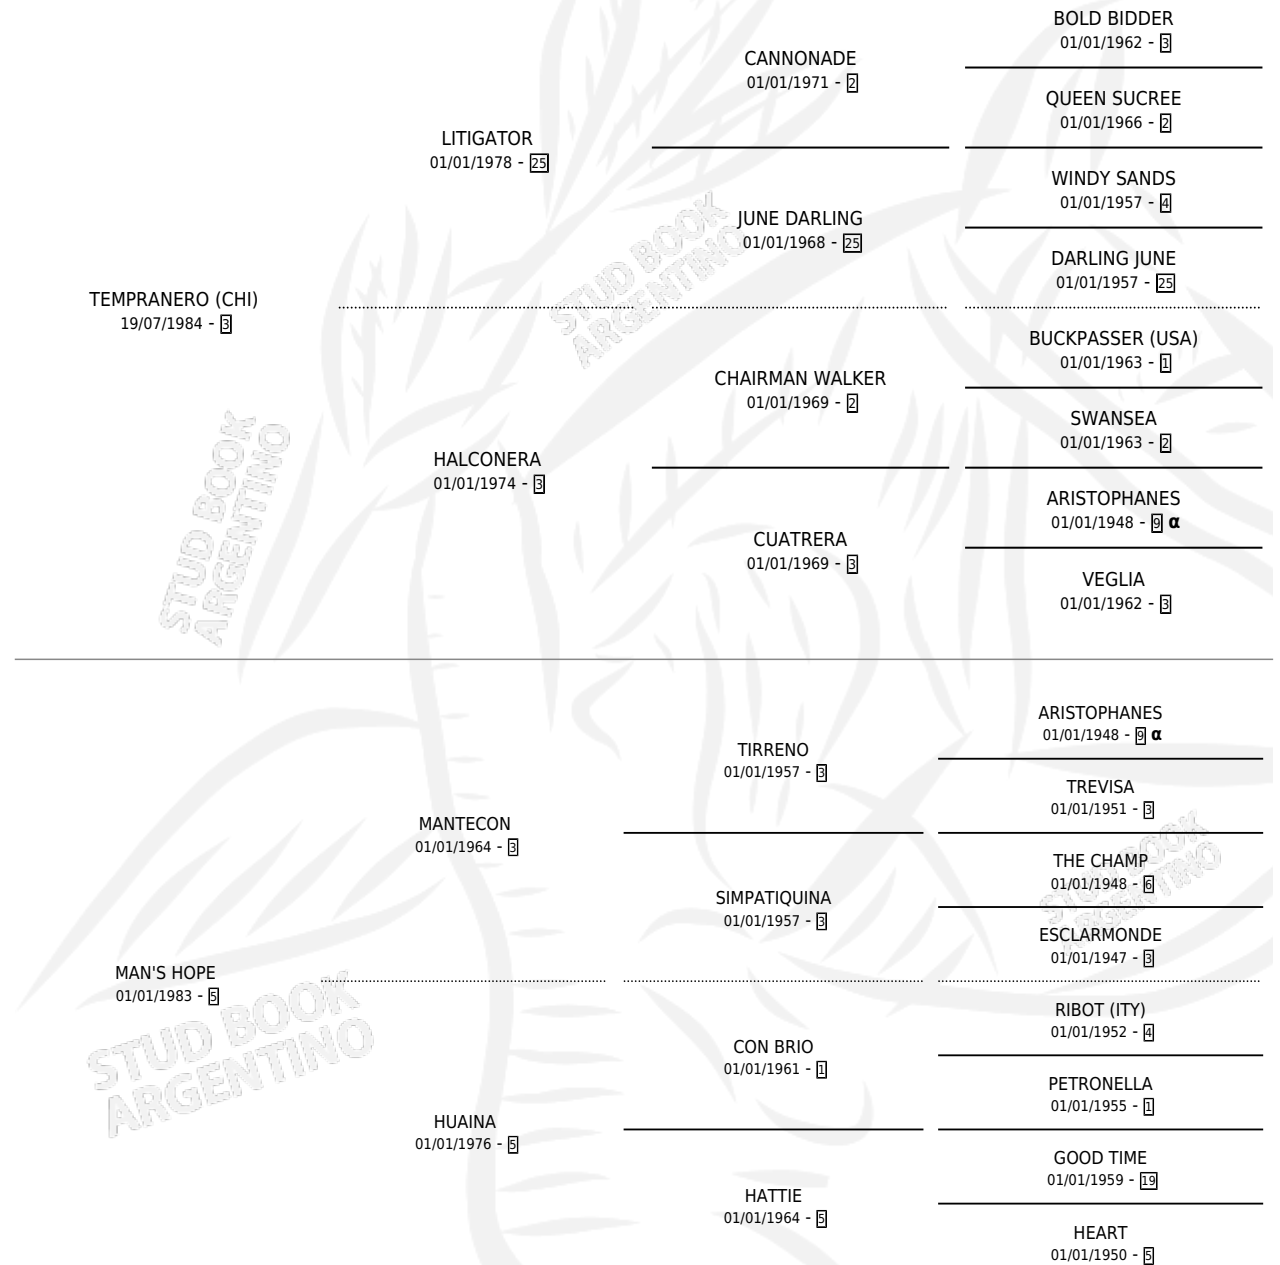 BOLD BIDDER
01/01/1962 - 3
CANNONADE
01/01/1971 - 2
QUEEN SUCREE
01/01/1966 - 2
LITIGATOR
01/01/1978 - 25
WINDY SANDS
01/01/1957 - 4
JUNE DARLING
01/01/1968 - 25
DARLING JUNE
01/01/1957 - 25
TEMPRANERO (CHI)
19/07/1984 - 3
BUCKPASSER (USA)
01/01/1963 - 1
CHAIRMAN WALKER
01/01/1969 - 2
SWANSEA
01/01/1963 - 2
HALCONERA
01/01/1974 - 3
ARISTOPHANES
01/01/1948 - 9 α
CUATRERA
01/01/1969 - 3
VEGLIA
01/01/1962 - 3
ARISTOPHANES
01/01/1948 - 9 α
TIRRENO
01/01/1957 - 3
TREVISA
01/01/1951 - 3
MANTECON
01/01/1964 - 3
THE CHAMP
01/01/1948 - 6
SIMPATIQUINA
01/01/1957 - 3
ESCLARMONDE
01/01/1947 - 3
MAN'S HOPE
01/01/1983 - 5
RIBOT (ITY)
01/01/1952 - 4
CON BRIO
01/01/1961 - 1
PETRONELLA
01/01/1955 - 1
HUAINA
01/01/1976 - 5
GOOD TIME
01/01/1959 - 19
HATTIE
01/01/1964 - 5
HEART
01/01/1950 - 5
STUD BOOK
ARGENTINO
STUD BOOK
ARGENTINO
STUD BOOK
ARGENTINO
STUD BOOK
ARGENTINO